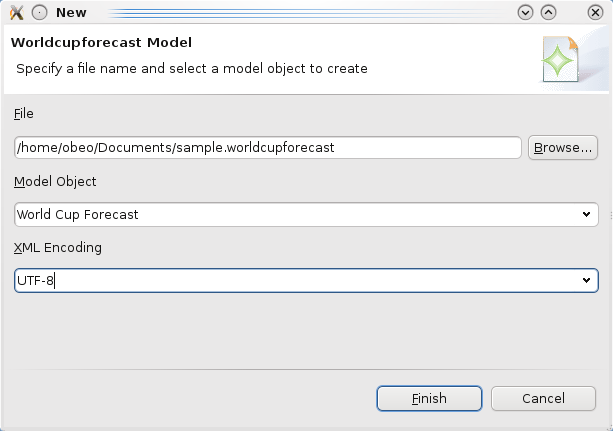 New
Worldcupforecast Model
Specify a file name and select a model object to create
File
/home/obeo/Documents/sample.worldcupforecast
Browse...
Model Object
World Cup Forecast
XML Encoding
UTF-8
Finish
Cancel